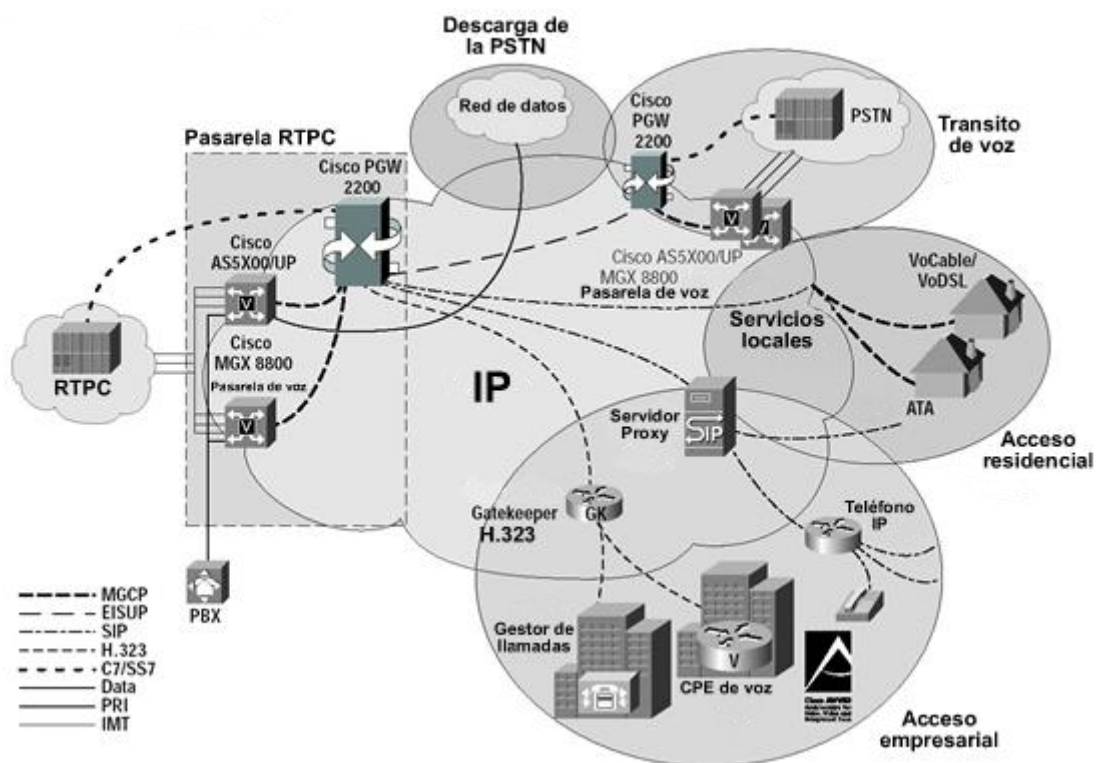 Descarga de
la PSTN
Red de datos
Cisco
PGW
2200
PSTN
Transito
de voz
Pasarela RTPC
Cisco PGW
2200
Cisco
AS5X00/UP
V
Cisco
MGX 8800
Pasarela de voz
V
RTPC
PBX
V
V
Cisco AS5X00/UP
MGX 8800
Pasarela de voz
VoCable/
VoDSL
Servicios
locales
ATA
Acceso
residencial
IP
Servidor
Proxy
SIP
Gatekeeper
H.323
GK
Teléfono
IP
Gestor de
llamadas
V
CPE de voz
Acceso
empresarial
MGCP
EISUP
SIP
H.323
C7/SS7
Data
PRI
IMT